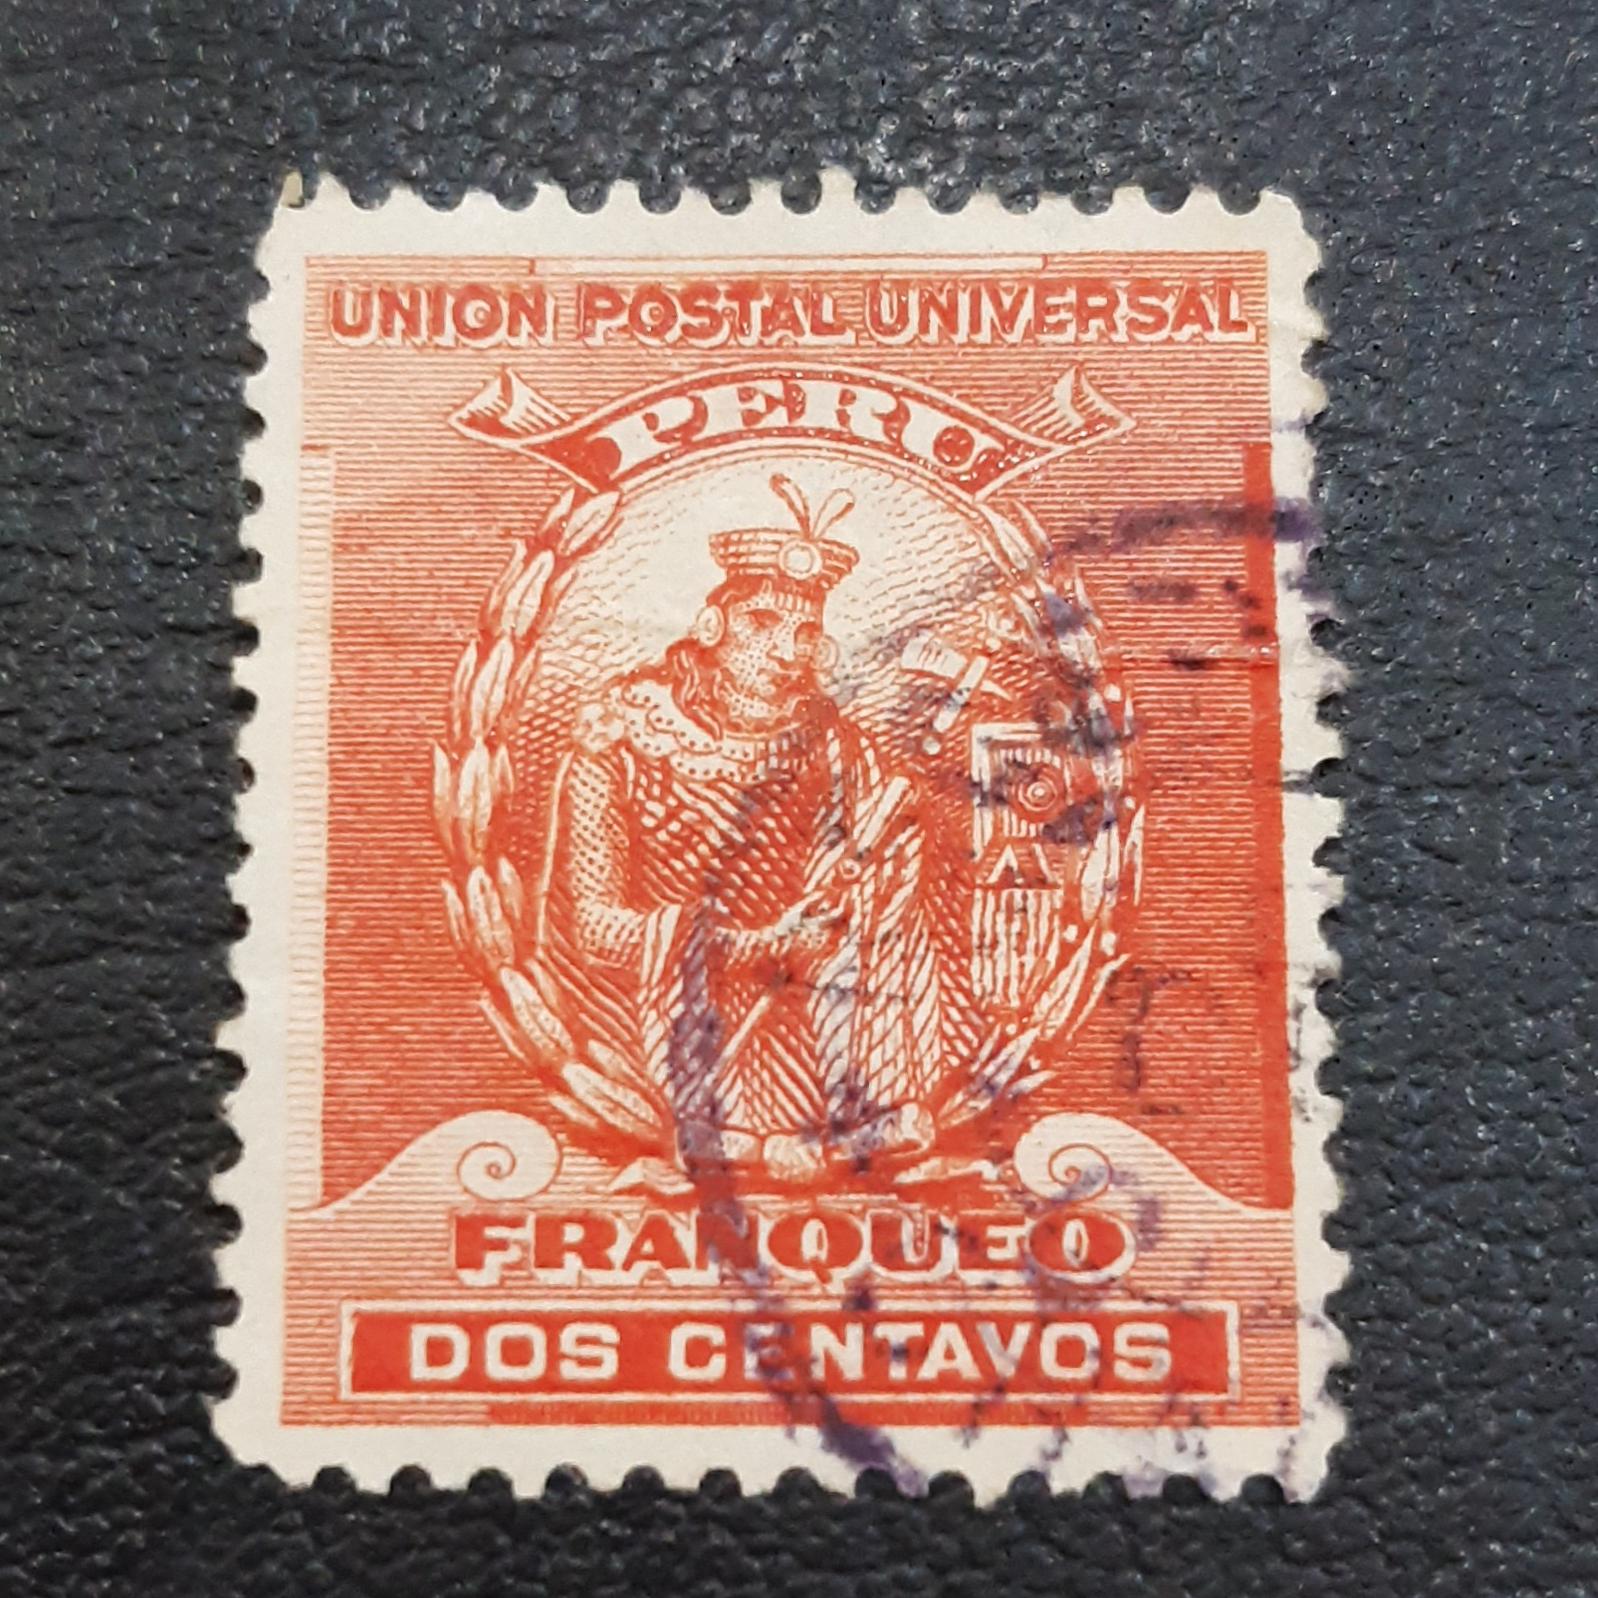 UNION POSTAL UNIVERSAL
PERU
FRANQUEO
DOS CENTAVOS